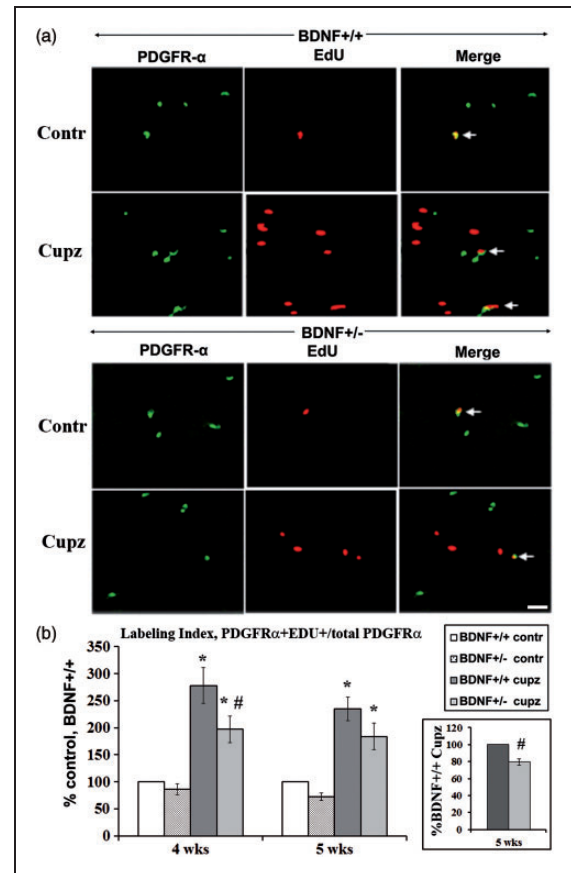 (a)
BDNF+/+
PDGFR-α EdU Merge
Contr
Cupz
BDNF+/-
PDGFR-α EdU Merge
Contr
Cupz
(b)
Labeling Index, PDGFRα+EDU+/total PDGFRα
BDNF+/+ contr
BDNF+/- contr
BDNF+/+ cupz
BDNF+/- cupz
% control, BDNF+/+
350
300
250
200
150
100
50
0
*
* #
*
*
4 wks 5 wks
%BDNF+/+ Cupz
120
100
80
60
40
20
0
#
5 wks